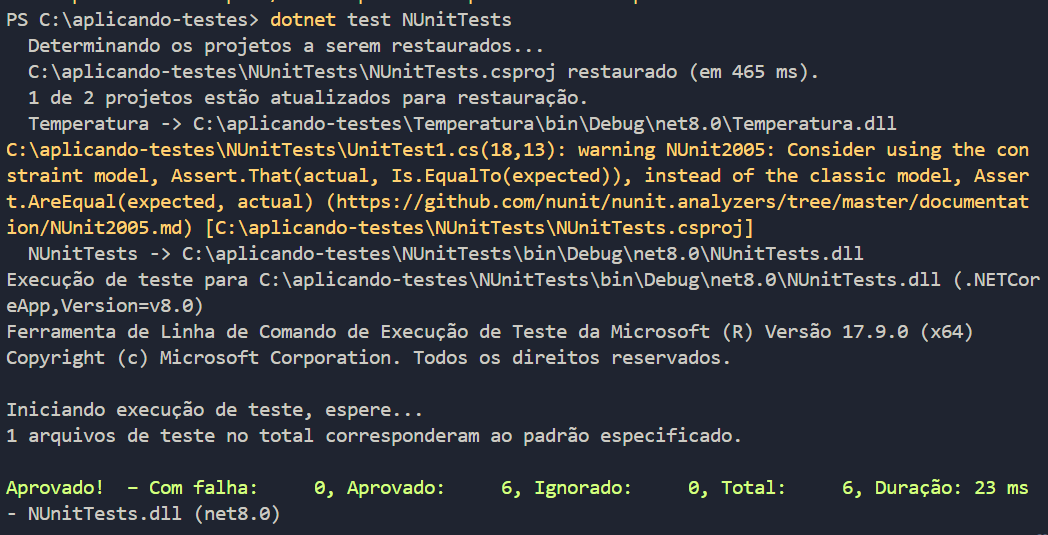 PS C:\aplicando-testes> dotnet test NUnitTests
  Determinando os projetos a serem restaurados...
  C:\aplicando-testes\NUnitTests\NUnitTests.csproj restaurado (em 465 ms).
  1 de 2 projetos estão atualizados para restauração.
  Temperatura -> C:\aplicando-testes\Temperatura\bin\Debug\net8.0\Temperatura.dll
C:\aplicando-testes\NUnitTests\UnitTest1.cs(18,13): warning NUnit2005: Consider using the con
straint model, Assert.That(actual, Is.EqualTo(expected)), instead of the classic model, Asser
t.AreEqual(expected, actual) (https://github.com/nunit/nunit.analyzers/tree/master/documentat
ion/NUnit2005.md) [C:\aplicando-testes\NUnitTests\NUnitTests.csproj]
  NUnitTests -> C:\aplicando-testes\NUnitTests\bin\Debug\net8.0\NUnitTests.dll
Execução de teste para C:\aplicando-testes\NUnitTests\bin\Debug\net8.0\NUnitTests.dll (.NETCor
eApp,Version=v8.0)
Ferramenta de Linha de Comando de Execução de Teste da Microsoft (R) Versão 17.9.0 (x64)
Copyright (c) Microsoft Corporation. Todos os direitos reservados.

Iniciando execução de teste, espere...
1 arquivos de teste no total corresponderam ao padrão especificado.

Aprovado!  – Com falha:     0, Aprovado:     6, Ignorado:     0, Total:     6, Duração: 23 ms
- NUnitTests.dll (net8.0)